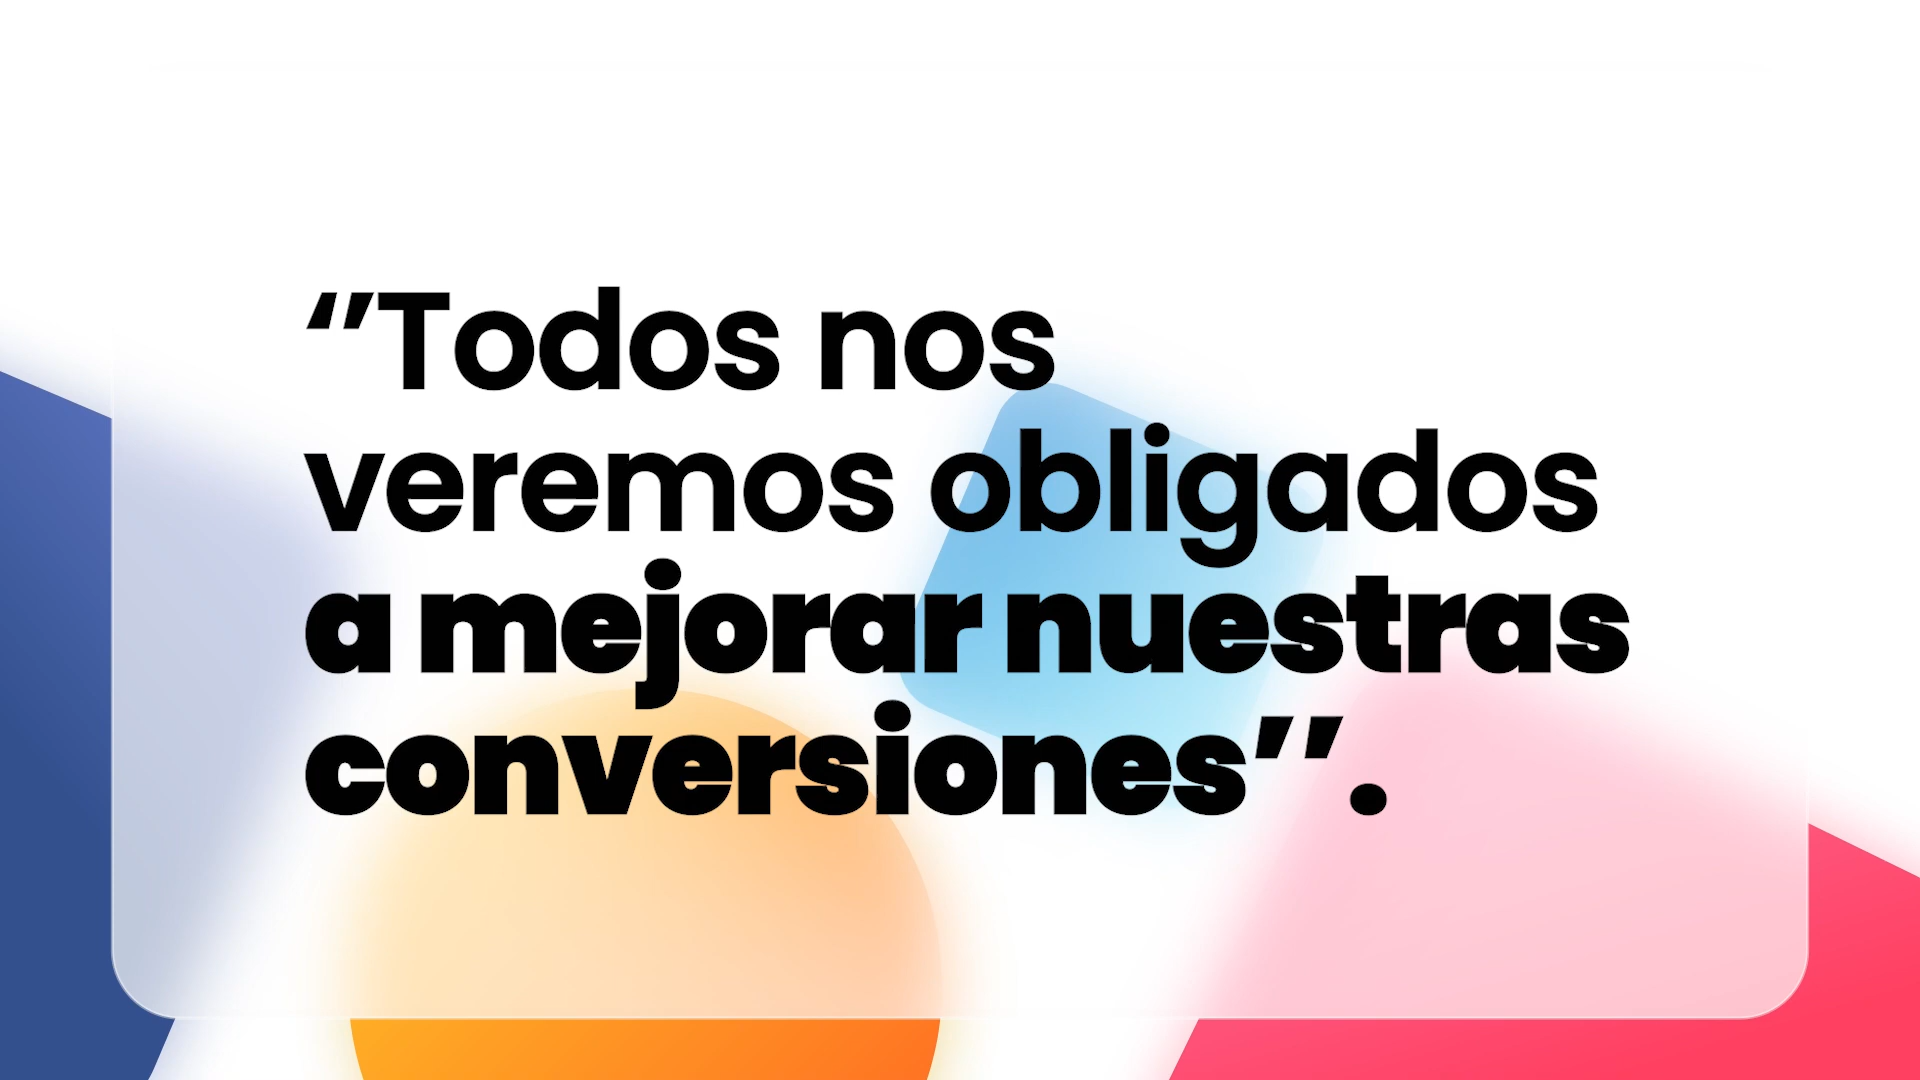 ‘’Todos nos
veremos obligados
a mejorar nuestras
conversiones’’.